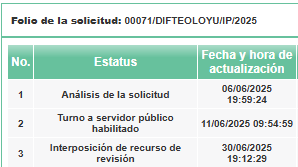 Folio de la solicitud: 00071/DIFTEOLOYU/IP/2025
No. Estatus Fecha y hora de
actualización
1 Análisis de la solicitud 06/06/2025
19:59:24
2 Turno a servidor público
habilitado 11/06/2025 09:54:59
3 Interposición de recurso de
revisión 30/06/2025
19:12:29